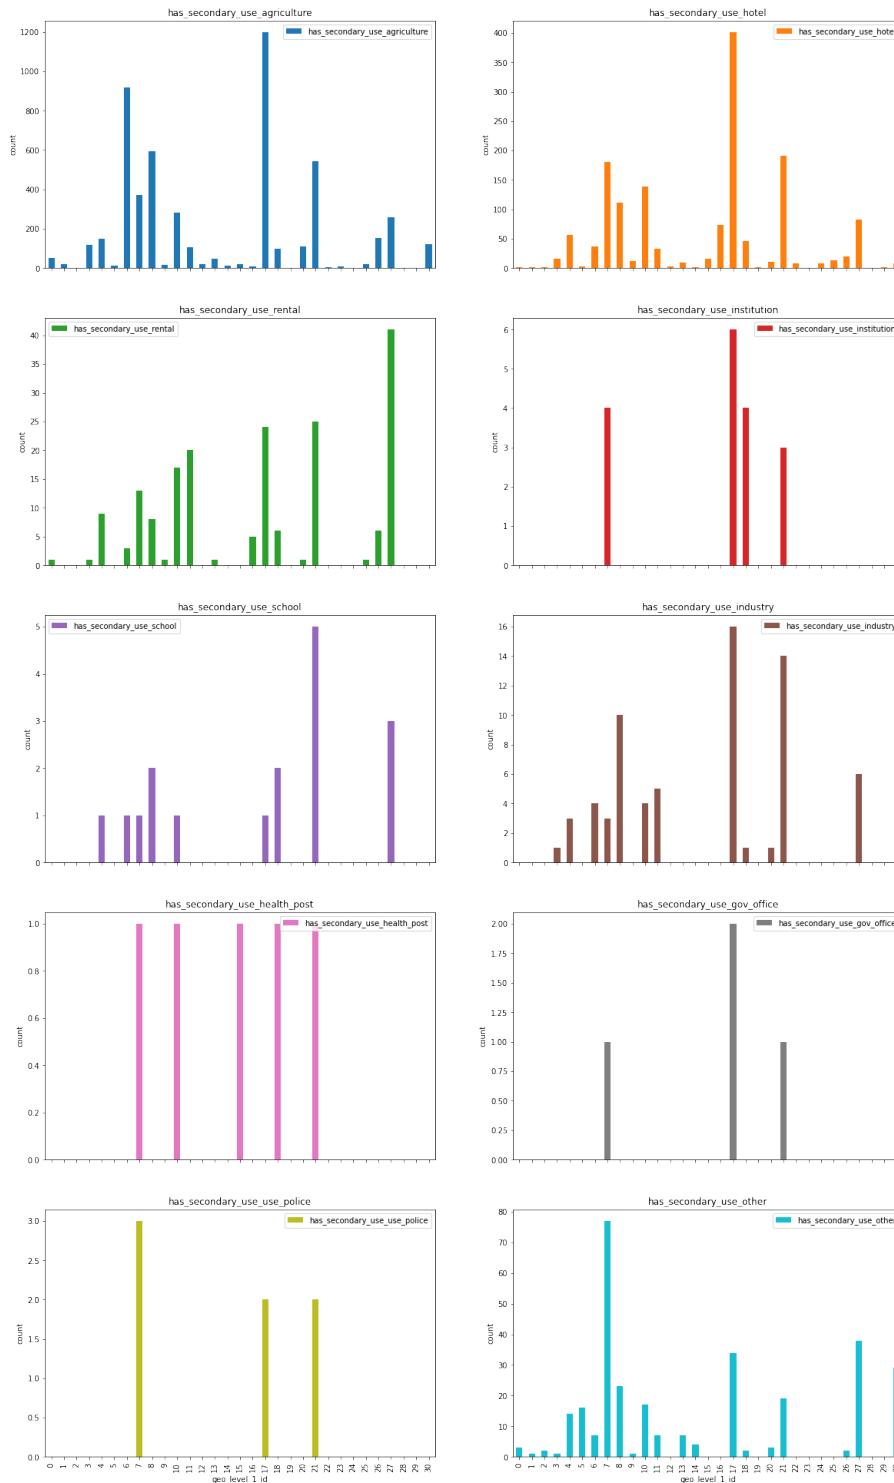 has_secondary_use_agriculture
has_secondary_use_agriculture
count
1200
1000
800
600
400
200
0
has_secondary_use_hotel
has_secondary_use_hotel
count
400
350
300
250
200
150
100
50
0
has_secondary_use_rental
has_secondary_use_rental
count
40
35
30
25
20
15
10
5
0
has_secondary_use_institution
has_secondary_use_institution
count
6
5
4
3
2
1
0
has_secondary_use_school
has_secondary_use_school
count
5
4
3
2
1
0
has_secondary_use_industry
has_secondary_use_industry
count
16
14
12
10
8
6
4
2
0
has_secondary_use_health_post
has_secondary_use_health_post
count
1.0
0.8
0.6
0.4
0.2
0.0
has_secondary_use_gov_office
has_secondary_use_gov_office
count
2.00
1.75
1.50
1.25
1.00
0.75
0.50
0.25
0.00
has_secondary_use_use_police
has_secondary_use_use_police
count
3.0
2.5
2.0
1.5
1.0
0.5
0.0
0 1 2 3 4 5 6 7 8 9 10 11 12 13 14 15 16 17 18 19 20 21 22 23 24 25 26 27 28 29 30
geo_level_1_id
has_secondary_use_other
has_secondary_use_other
count
80
70
60
50
40
30
20
10
0
0 1 2 3 4 5 6 7 8 9 10 11 12 13 14 15 16 17 18 19 20 21 22 23 24 25 26 27 28 29
geo_level_1_id